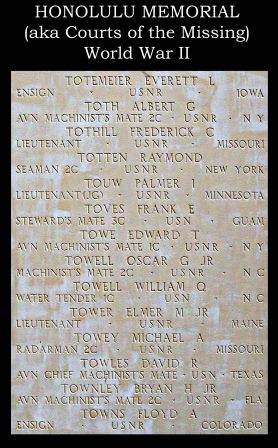 HONOLULU MEMORIAL
(aka Courts of the Missing)
World War II
TOTEMEIER EVERETT L
ENSIGN · USNR · IOWA
TOTH ALBERT G
AVN MACHINIST'S MATE 2C · USNR · N Y
TOTHILL FREDERICK C
LIEUTENANT · USNR · MISSOURI
TOTTEN RAYMOND
SEAMAN 2C · USNR · NEW YORK
TOUW PALMER I
LIEUTENANT(JG) · USNR · MINNESOTA
TOVES FRANK E
STEWARD'S MATE 3C · USN · GUAM
TOWE EDWARD T
AVN MACHINIST'S MATE 1C · USNR · N Y
TOWELL OSCAR G JR
MACHINIST'S MATE 2C · USNR · N C
TOWELL WILLIAM Q
WATER TENDER 1C · USN · N C
TOWER ELMER M JR
LIEUTENANT · USNR · MAINE
TOWEY MICHAEL A
RADARMAN 2C · USNR · MISSOURI
TOWLES DAVID R
AVN CHIEF MACHINIST'S MATE · USN · TEXAS
TOWNLEY BRYAN H JR
AVN MACHINIST'S MATE 2C · USNR · FLA
TOWNS FLOYD A
ENSIGN · USNR · COLORADO